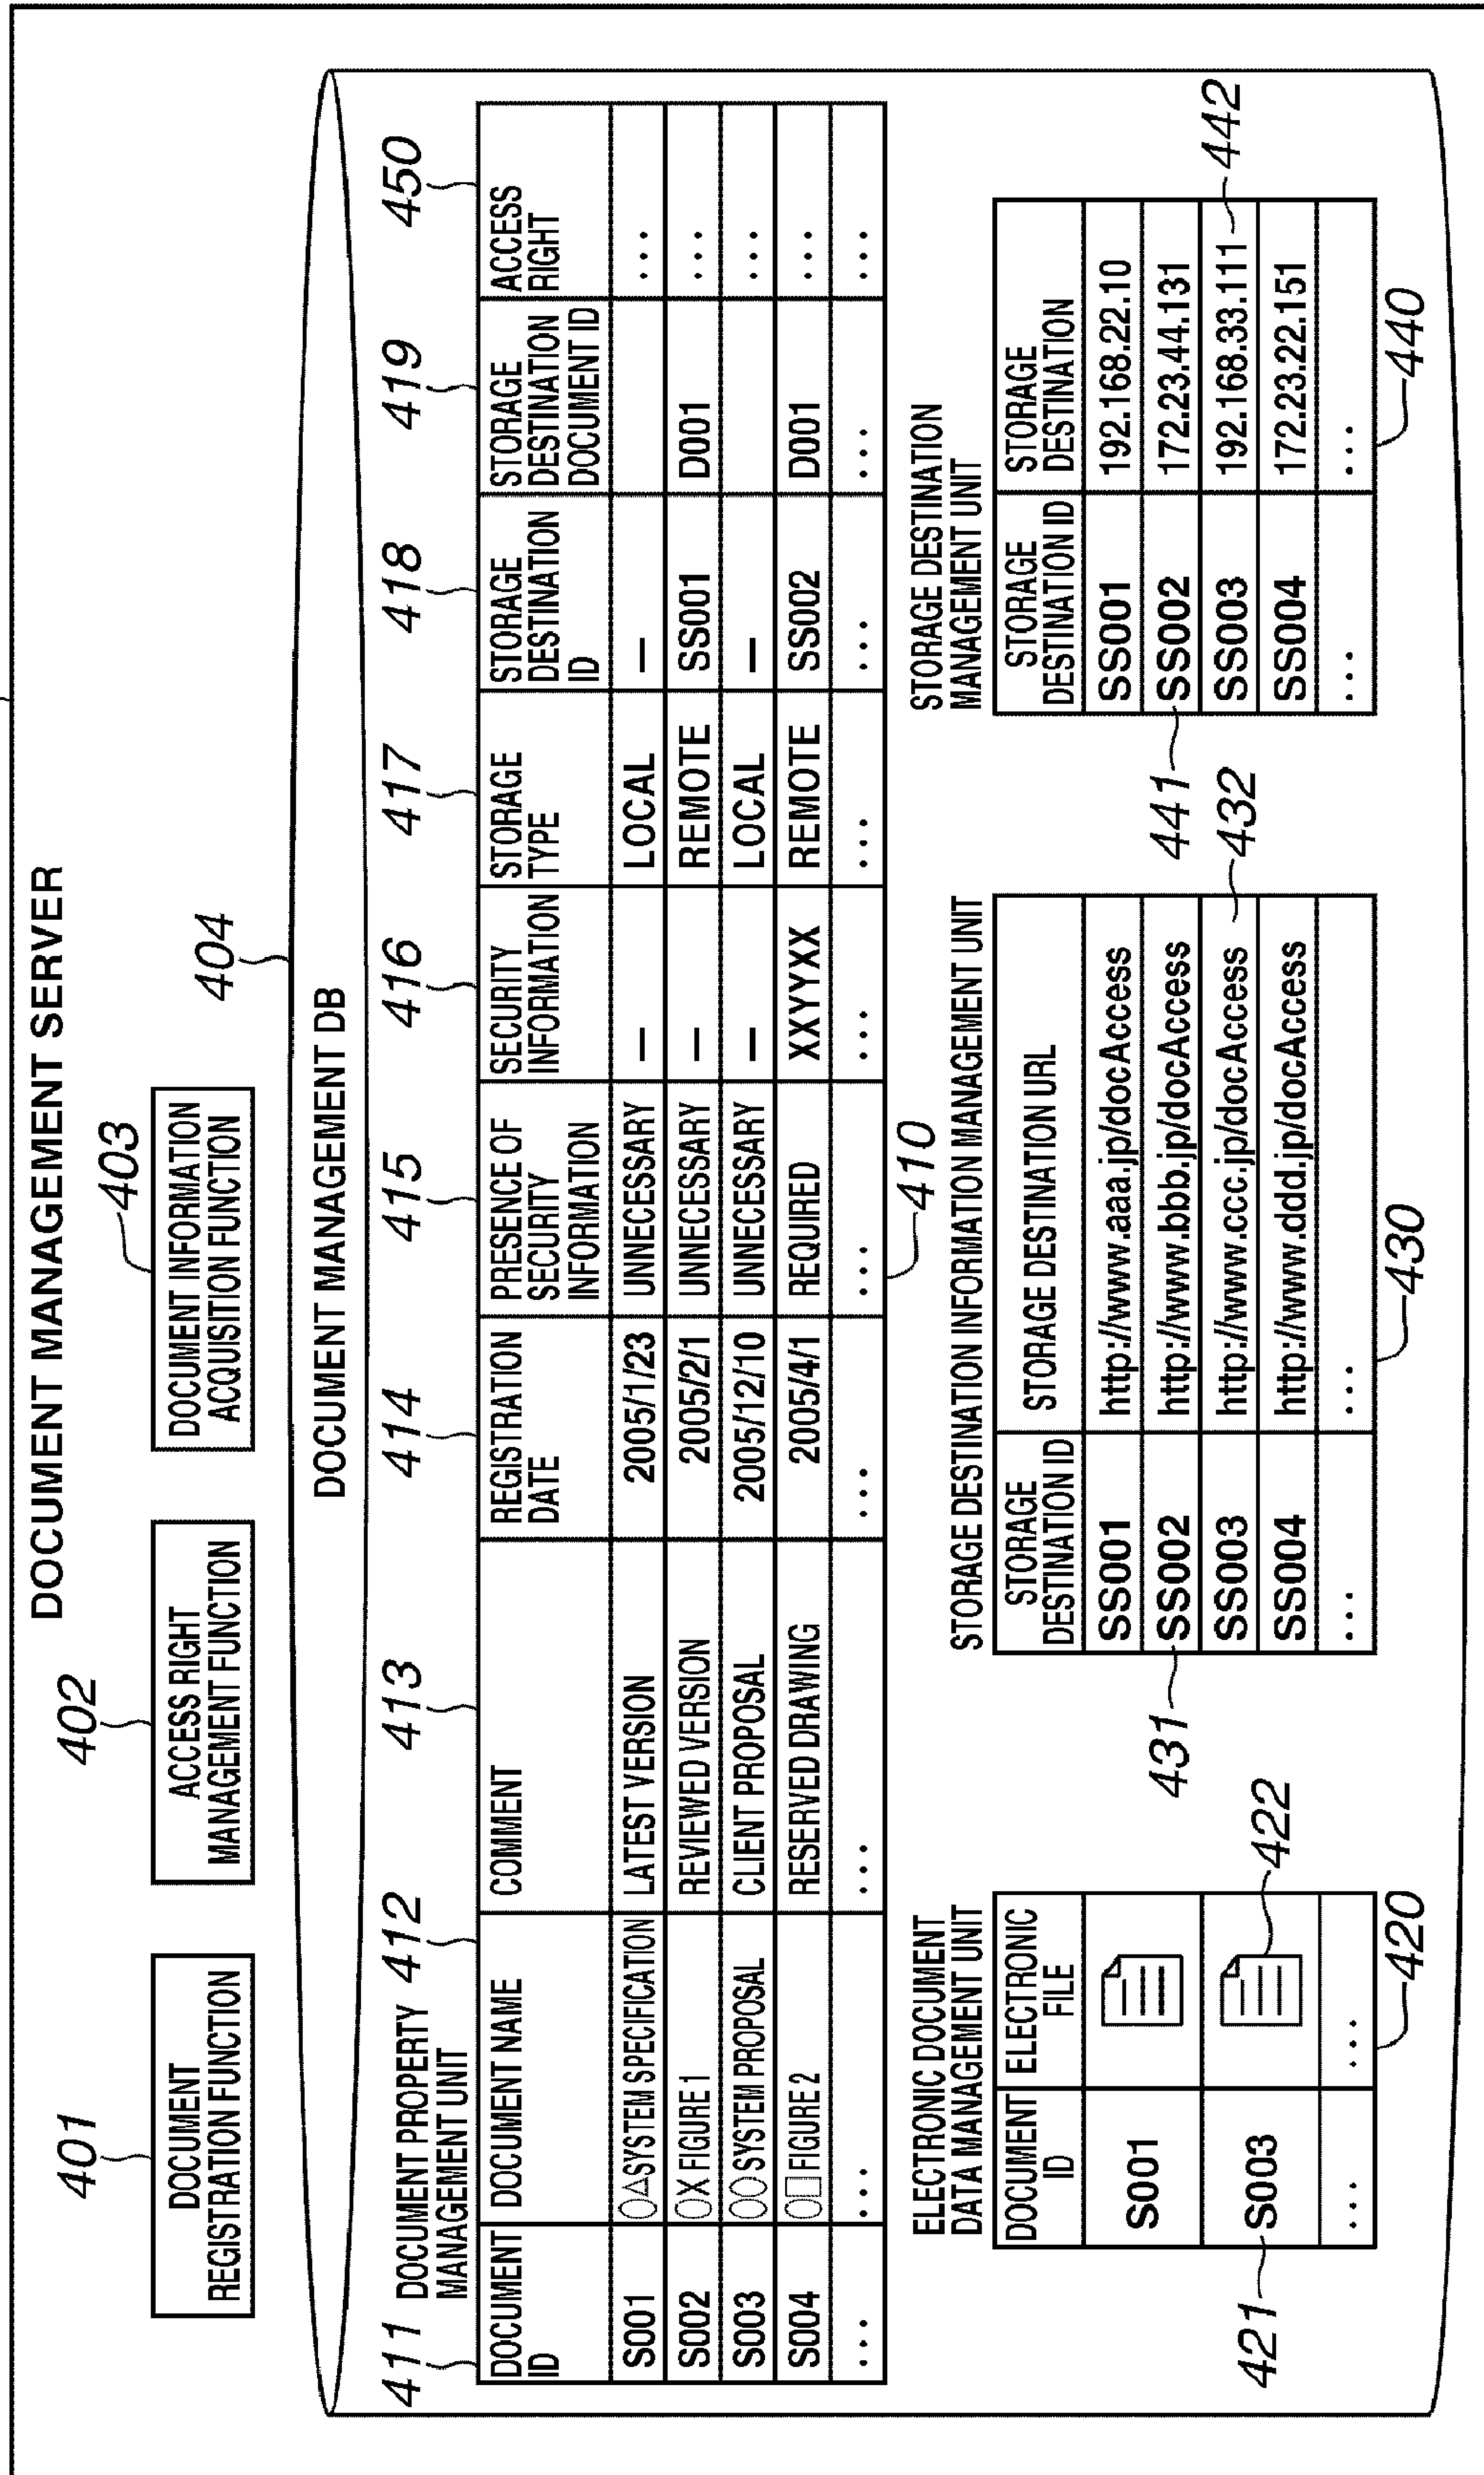 DOCUMENT MANAGEMENT SERVER
401
402
403
DOCUMENT
REGISTRATION FUNCTION
ACCESS RIGHT
MANAGEMENT FUNCTION
DOCUMENT INFORMATION
ACQUISITION FUNCTION
404
DOCUMENT MANAGEMENT DB
411
DOCUMENT PROPERTY
MANAGEMENT UNIT
412
413
414
415
416
417
418
419
450
DOCUMENT
ID
DOCUMENT NAME
COMMENT
REGISTRATION
DATE
PRESENCE OF
SECURITY
INFORMATION
SECURITY
INFORMATION
STORAGE
TYPE
STORAGE
DESTINATION
ID
STORAGE
DESTINATION
DOCUMENT ID
ACCESS
RIGHT
S001 ○△SYSTEM SPECIFICATION LATEST VERSION 2005/1/23 UNNECESSARY — LOCAL — ...
S002 ○X FIGURE 1 REVIEWED VERSION 2005/2/1 UNNECESSARY — REMOTE SS001 D001 ...
S003 ○○ SYSTEM PROPOSAL CLIENT PROPOSAL 2005/12/10 UNNECESSARY — LOCAL — ...
S004 ○□ FIGURE 2 RESERVED DRAWING 2005/4/1 REQUIRED XXYYXX REMOTE SS002 D001 ...
... ... ... ... ... ... ... ... ... ...
410
ELECTRONIC DOCUMENT
DATA MANAGEMENT UNIT
DOCUMENT
ID
ELECTRONIC
FILE
S001
S003
... ...
421
422
420
STORAGE DESTINATION INFORMATION MANAGEMENT UNIT
STORAGE
DESTINATION ID
STORAGE DESTINATION URL
SS001 http://www.aaa.jp/docAccess
SS002 http://www.bbb.jp/docAccess
SS003 http://www.ccc.jp/docAccess
SS004 http://www.ddd.jp/docAccess
... ...
431
432
430
STORAGE DESTINATION
MANAGEMENT UNIT
STORAGE
DESTINATION ID
STORAGE
DESTINATION
SS001 192.168.22.10
SS002 172.23.44.131
SS003 192.168.33.111
SS004 172.23.22.151
... ...
441
442
440